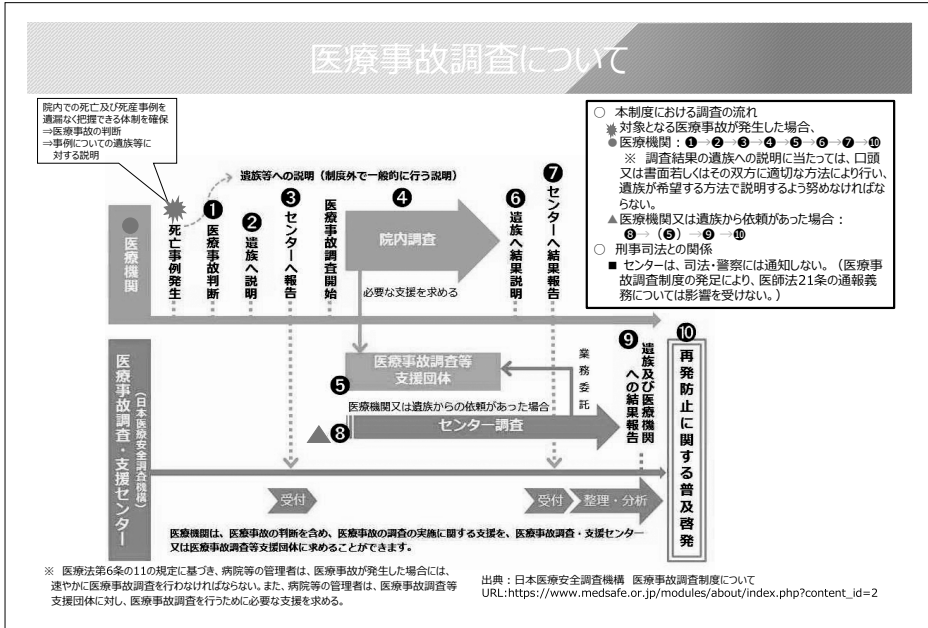 医療事故調査について
院内での死亡及び死産事例を
遺漏なく把握できる体制を確保
⇒医療事故の判断
⇒事例についての遺族等に
対する説明
○ 本制度における調査の流れ
対象となる医療事故が発生した場合、
●医療機関：❶→❷→❸→❹→❺→❻→❼→❿
※ 調査結果の遺族への説明に当たっては、口頭
又は書面若しくはその双方に適切な方法により行い、
遺族が希望する方法で説明するよう努めなければな
らない。
▲医療機関又は遺族から依頼があった場合：
❽→（❺）→❾→❿
○ 刑事司法との関係
■ センターは、司法・警察には通知しない。（医療事
故調査制度の発足により、医師法21条の通報義
務については影響を受けない。）
遺族等への説明（制度外で一般的に行う説明）
●医療機関
死亡事例発生
❶医療事故判断
❷遺族へ説明
❸センターへ報告
医療事故調査開始
❹
院内調査
❻遺族へ結果説明
❼センターへ結果報告
必要な支援を求める
医療事故調査・支援センター
（日本医療安全調査機構）
❺
医療事故調査等
支援団体
業務委託
医療機関又は遺族からの依頼があった場合
▲❽
センター調査
❾遺族及び医療機関
への結果報告
❿
再発防止に関する普及啓発
受付
受付
整理・分析
医療機関は、医療事故の判断を含め、医療事故の調査の実施に関する支援を、医療事故調査・支援センター
又は医療事故調査等支援団体に求めることができます。
※ 医療法第6条の11の規定に基づき、病院等の管理者は、医療事故が発生した場合には、
速やかに医療事故調査を行わなければならない。また、病院等の管理者は、医療事故調査等
支援団体に対し、医療事故調査を行うために必要な支援を求める。
出典：日本医療安全調査機構 医療事故調査制度について
URL:https://www.medsafe.or.jp/modules/about/index.php?content_id=2